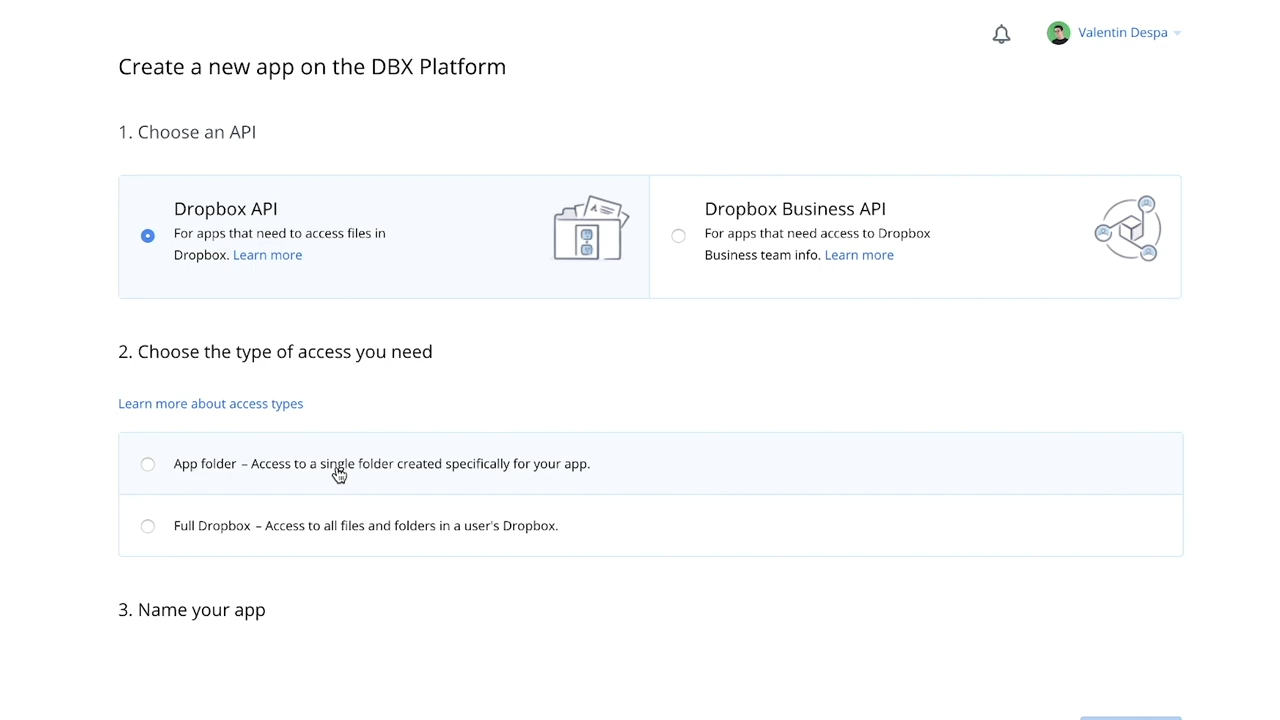 Valentin Despa
Create a new app on the DBX Platform
1. Choose an API
Dropbox API
For apps that need to access files in
Dropbox. Learn more
Dropbox Business API
For apps that need access to Dropbox
Business team info. Learn more
2. Choose the type of access you need
Learn more about access types
App folder – Access to a single folder created specifically for your app.
Full Dropbox – Access to all files and folders in a user's Dropbox.
3. Name your app